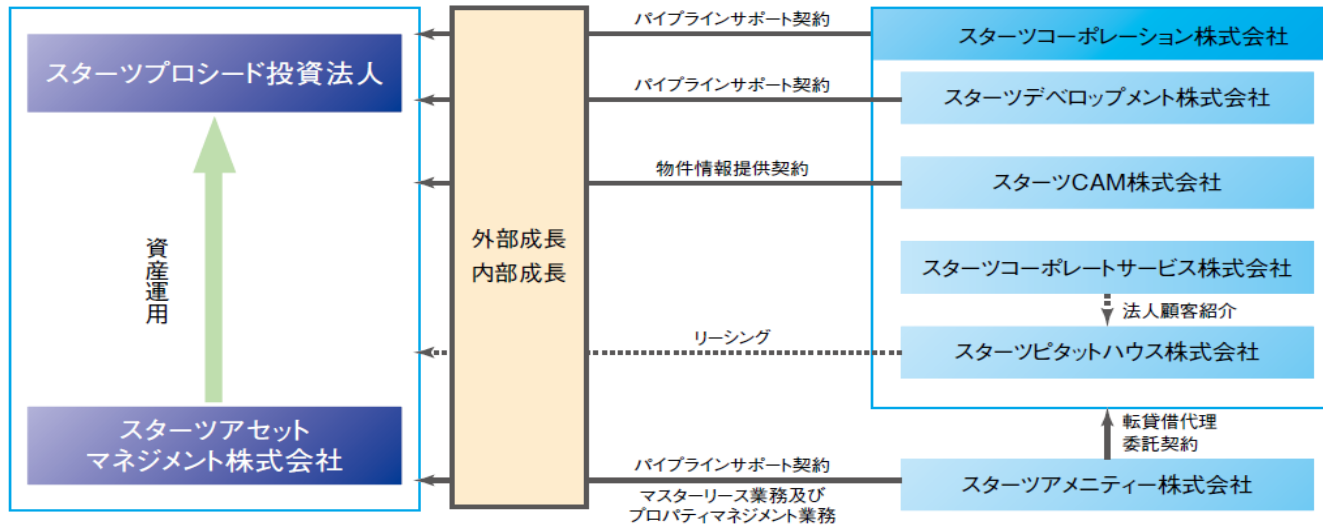 スタープロシード投資法人
資産運用
スターツアセット
マネジメント株式会社
外部成長
内部成長
パイプラインサポート契約
パイプラインサポート契約
物件情報提供契約
リーシング
パイプラインサポート契約
マスターリース業務及び
プロパティマネジメント業務
スターツコーポレーション株式会社
スターツデベロップメント株式会社
スターツCAM株式会社
スターツコーポレートサービス株式会社
法人顧客紹介
スターツピタットハウス株式会社
転貸借代理
委託契約
スターツアメニティー株式会社